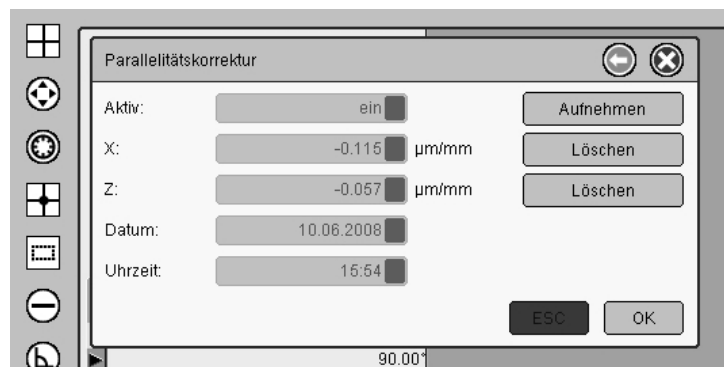 Parallelitätskorrektur
Aktiv: ein Aufnehmen
X: -0.115 µm/mm Löschen
Z: -0.057 µm/mm Löschen
Datum: 10.06.2008
Uhrzeit: 15:54
ESC OK
90.00°